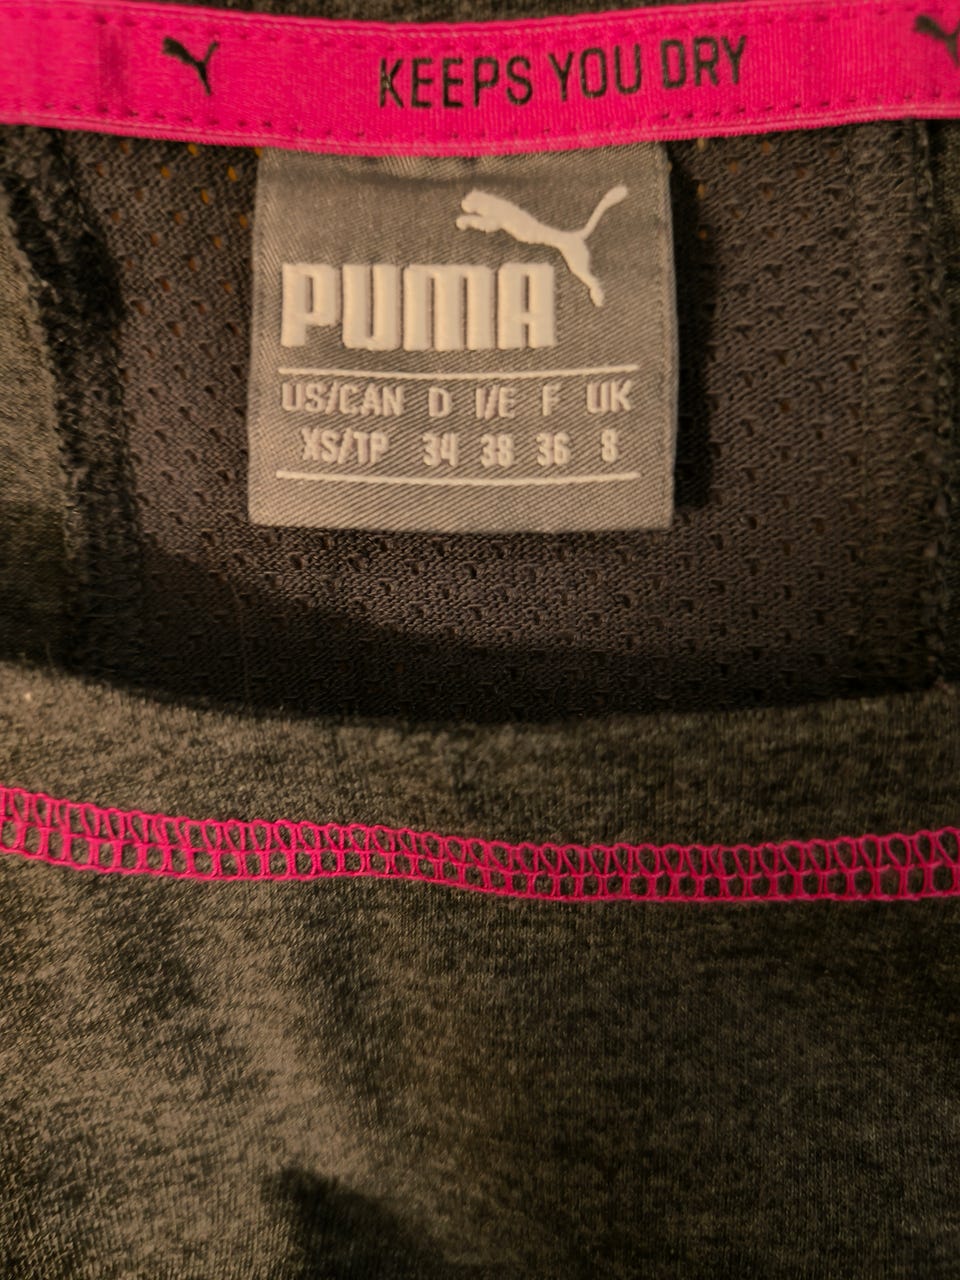 KEEPS YOU DRY
PUMA
US/CAN D I/E F UK
XS/TP 34 38 36 8